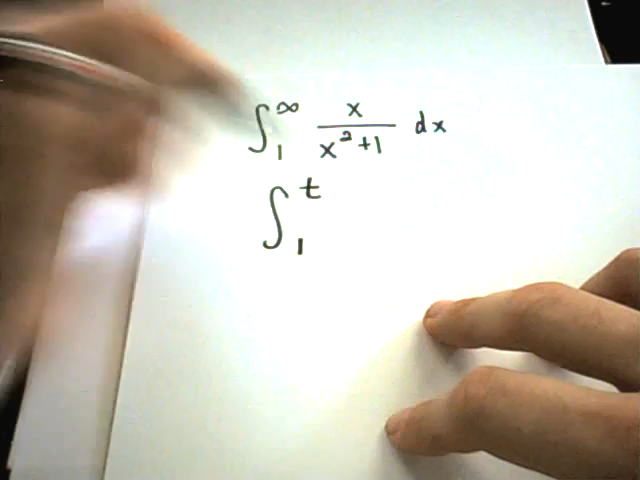 ∫₁^∞ x/(x²+1) dx
∫₁^t